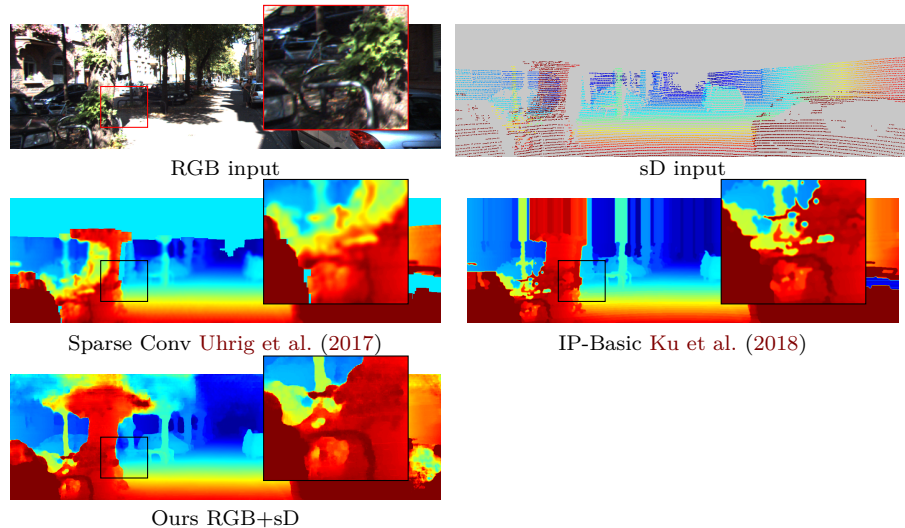 RGB input
sD input
Sparse Conv Uhrig et al. (2017)
IP-Basic Ku et al. (2018)
Ours RGB+sD